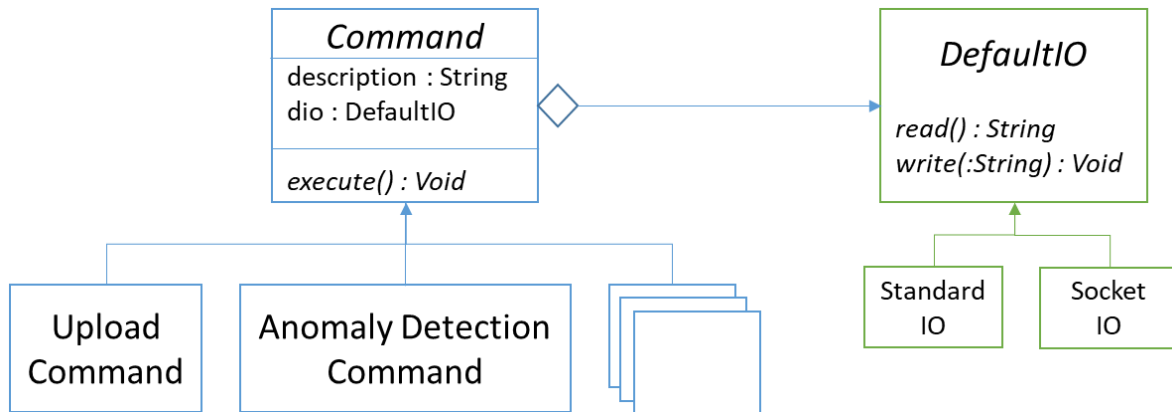 Command
description : String
dio : DefaultIO
execute() : Void
DefaultIO
read() : String
write(:String) : Void
Upload
Command
Anomaly Detection
Command
Standard
IO
Socket
IO